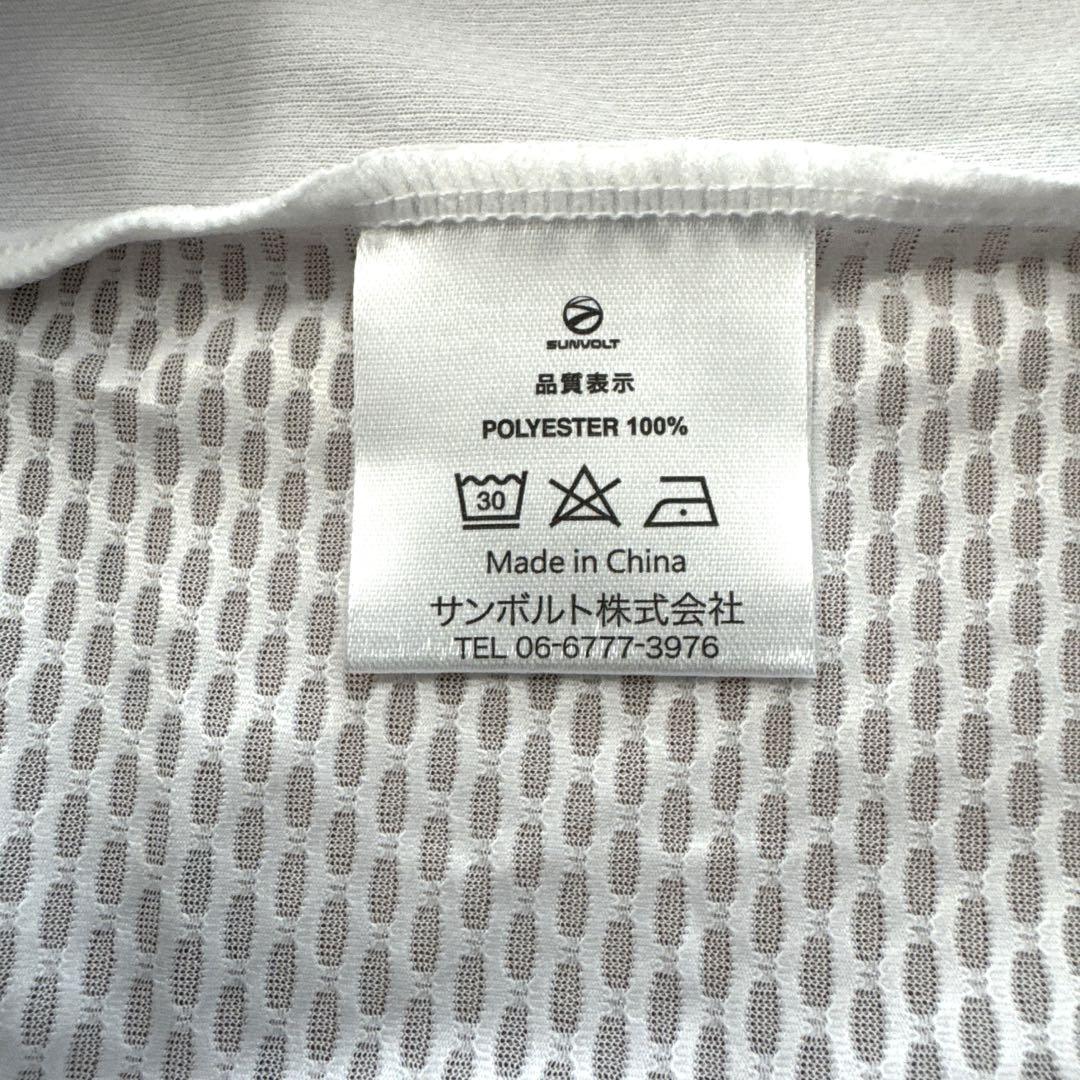 SUNVOLT
品質表示
POLYESTER 100%
30
Made in China
サンボルト株式会社
TEL 06-6777-3976